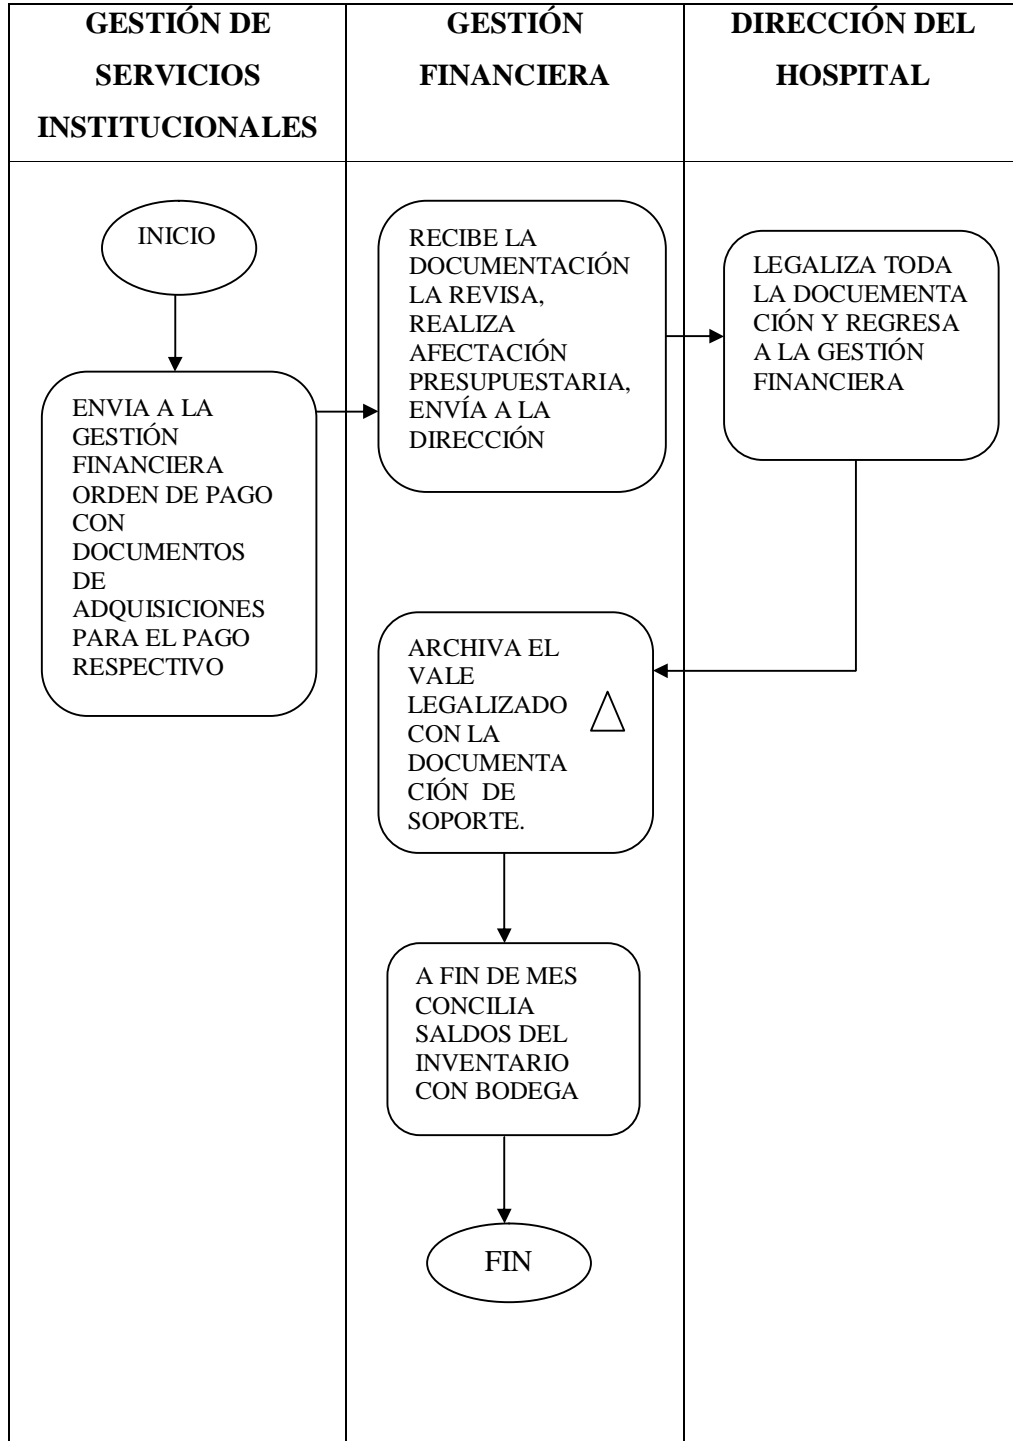 GESTIÓN DE
SERVICIOS
INSTITUCIONALES
GESTIÓN
FINANCIERA
DIRECCIÓN DEL
HOSPITAL
INICIO
ENVIA A LA
GESTIÓN
FINANCIERA
ORDEN DE PAGO
CON
DOCUMENTOS
DE
ADQUISICIONES
PARA EL PAGO
RESPECTIVO
RECIBE LA
DOCUMENTACIÓN
LA REVISA,
REALIZA
AFECTACIÓN
PRESUPUESTARIA,
ENVÍA A LA
DIRECCIÓN
LEGALIZA TODA
LA DOCUEMENTA
CIÓN Y REGRESA
A LA GESTIÓN
FINANCIERA
ARCHIVA EL
VALE
LEGALIZADO
CON LA
DOCUMENTA
CIÓN DE
SOPORTE.
A FIN DE MES
CONCILIA
SALDOS DEL
INVENTARIO
CON BODEGA
FIN